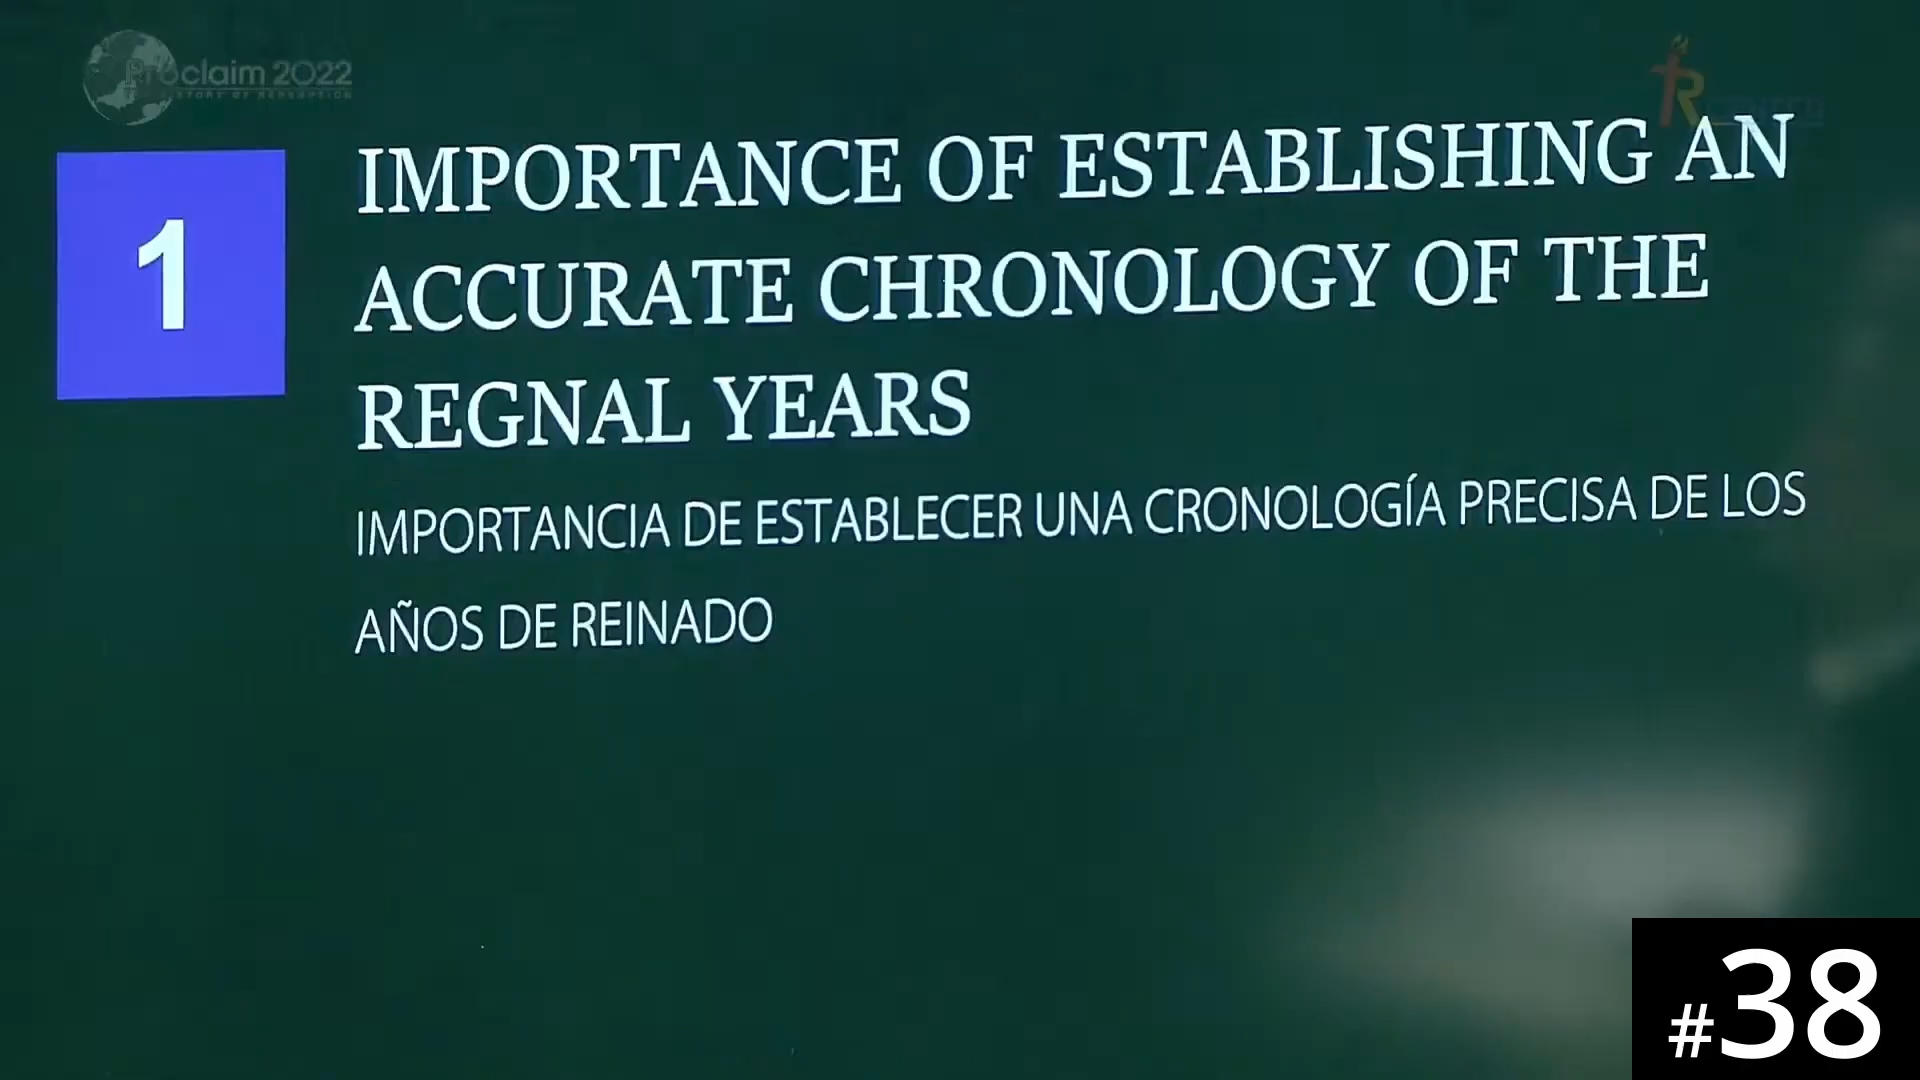 Proclaim 2022
1
IMPORTANCE OF ESTABLISHING AN
ACCURATE CHRONOLOGY OF THE
REGNAL YEARS
IMPORTANCIA DE ESTABLECER UNA CRONOLOGÍA PRECISA DE LOS
AÑOS DE REINADO
#38